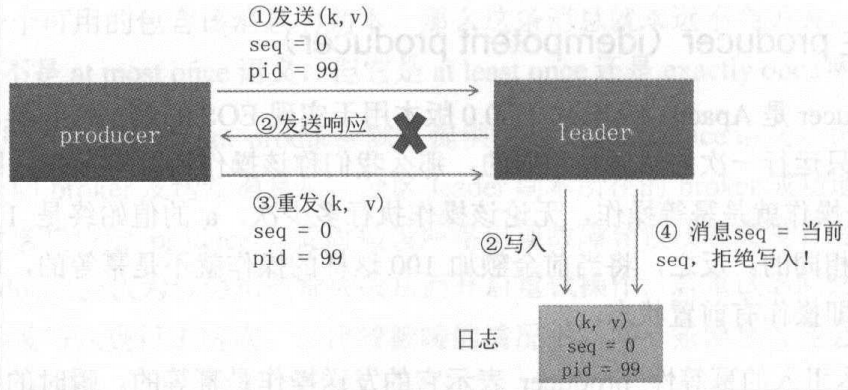 ①发送(k, v)
seq = 0
pid = 99
producer
②发送响应
leader
③重发(k, v)
seq = 0
pid = 99
②写入
④ 消息seq = 当前
seq, 拒绝写入!
日志
(k, v)
seq = 0
pid = 99